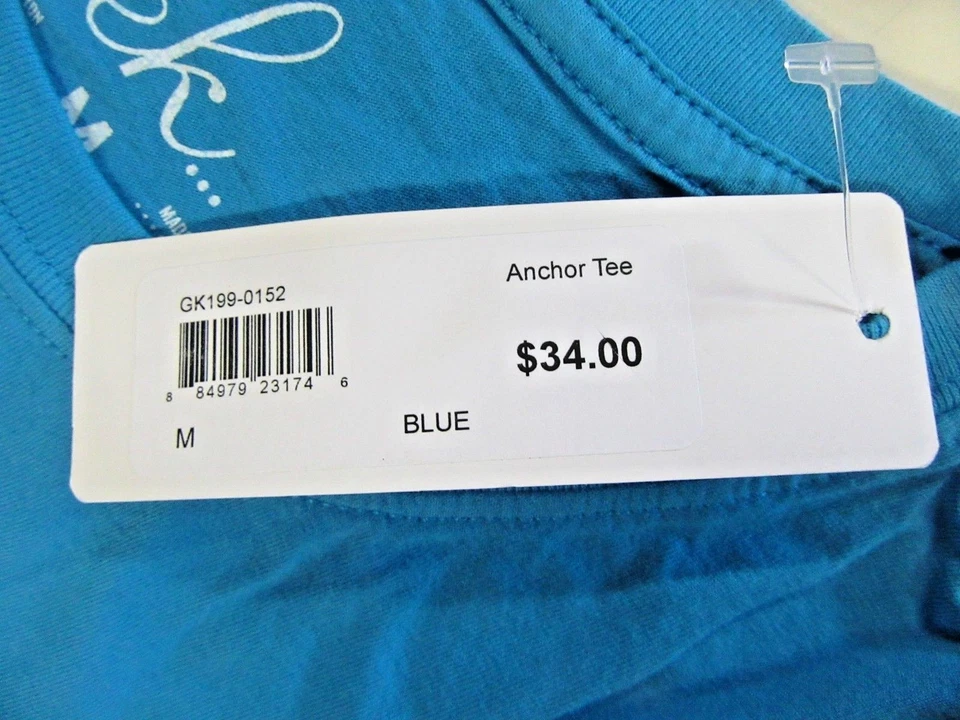 M
GK199-0152
Anchor Tee
$34.00
8 84979 23174 6
M
BLUE